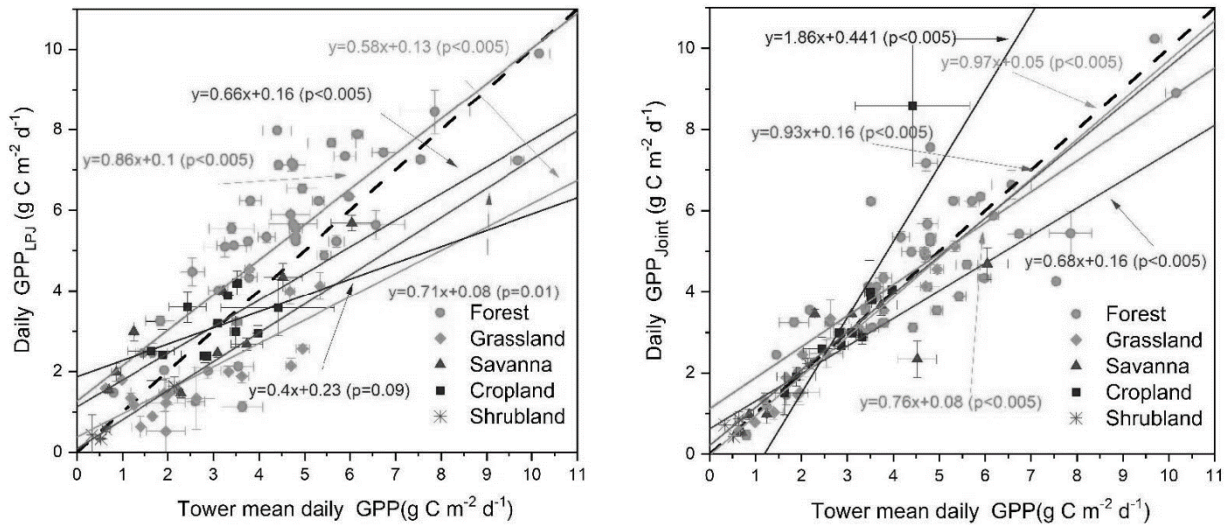 y=0.58x+0.13 (p<0.005)
y=0.66x+0.16 (p<0.005)
y=0.86x+0.1 (p<0.005)
y=0.71x+0.08 (p=0.01)
y=0.4x+0.23 (p=0.09)
Forest
Grassland
Savanna
Cropland
Shrubland
Daily GPP_LPJ (g C m⁻² d⁻¹)
0
2
4
6
8
10
0 1 2 3 4 5 6 7 8 9 10 11
Tower mean daily GPP(g C m⁻² d⁻¹)
y=1.86x+0.441 (p<0.005)
y=0.97x+0.05 (p<0.005)
y=0.93x+0.16 (p<0.005)
y=0.68x+0.16 (p<0.005)
y=0.76x+0.08 (p<0.005)
Forest
Grassland
Savanna
Cropland
Shrubland
Daily GPP_Joint (g C m⁻² d⁻¹)
0
2
4
6
8
10
0 1 2 3 4 5 6 7 8 9 10 11
Tower mean daily GPP(g C m⁻² d⁻¹)